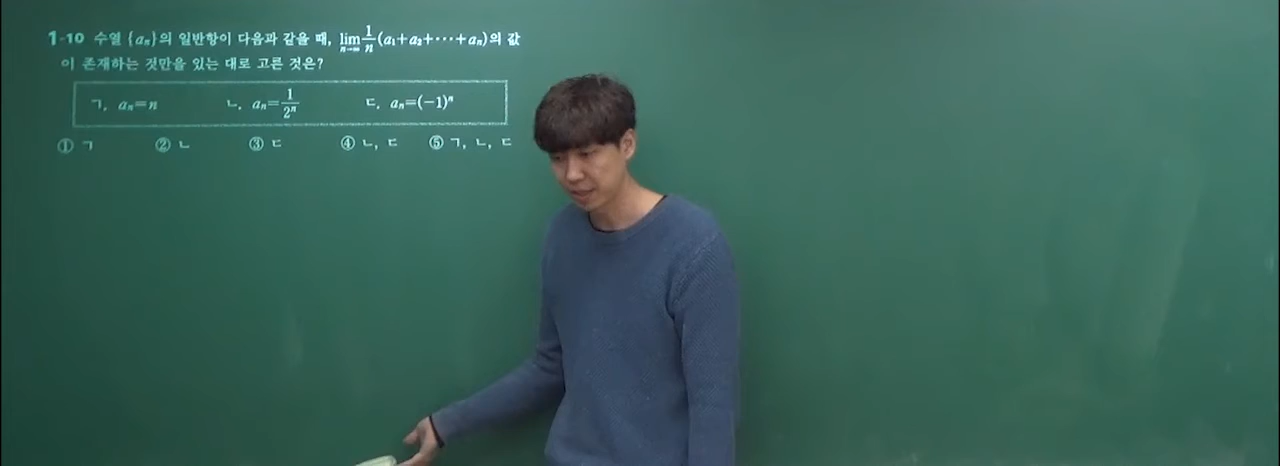 1-10 수열 {aₙ}의 일반항이 다음과 같을 때, lim_{n→∞} 1/n (a₁+a₂+⋯+aₙ)의 값
이 존재하는 것만을 있는 대로 고른 것은?
ㄱ. aₙ=n ㄴ. aₙ=1/2ⁿ ㄷ. aₙ=(−1)ⁿ
① ㄱ ② ㄴ ③ ㄷ ④ ㄴ, ㄷ ⑤ ㄱ, ㄴ, ㄷ